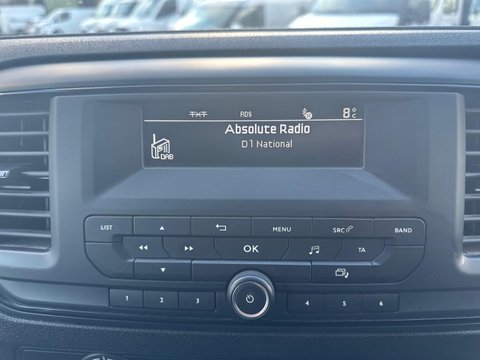 TXT RDS 8°C
Absolute Radio
DAB D1 National
LIST MENU SRC BAND
OK TA
1 2 3 4 5 6